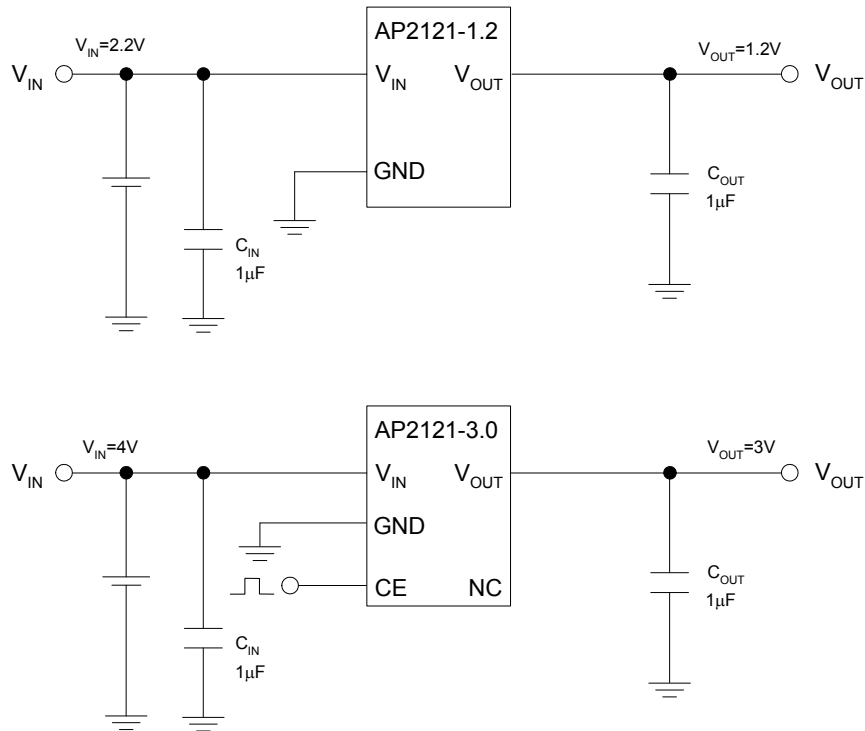 AP2121-1.2
V_IN=2.2V
V_OUT=1.2V
V_IN
V_IN
V_OUT
V_OUT
GND
C_OUT
1μF
C_IN
1μF
AP2121-3.0
V_IN=4V
V_OUT=3V
V_IN
V_IN
V_OUT
V_OUT
GND
CE
NC
C_OUT
1μF
C_IN
1μF